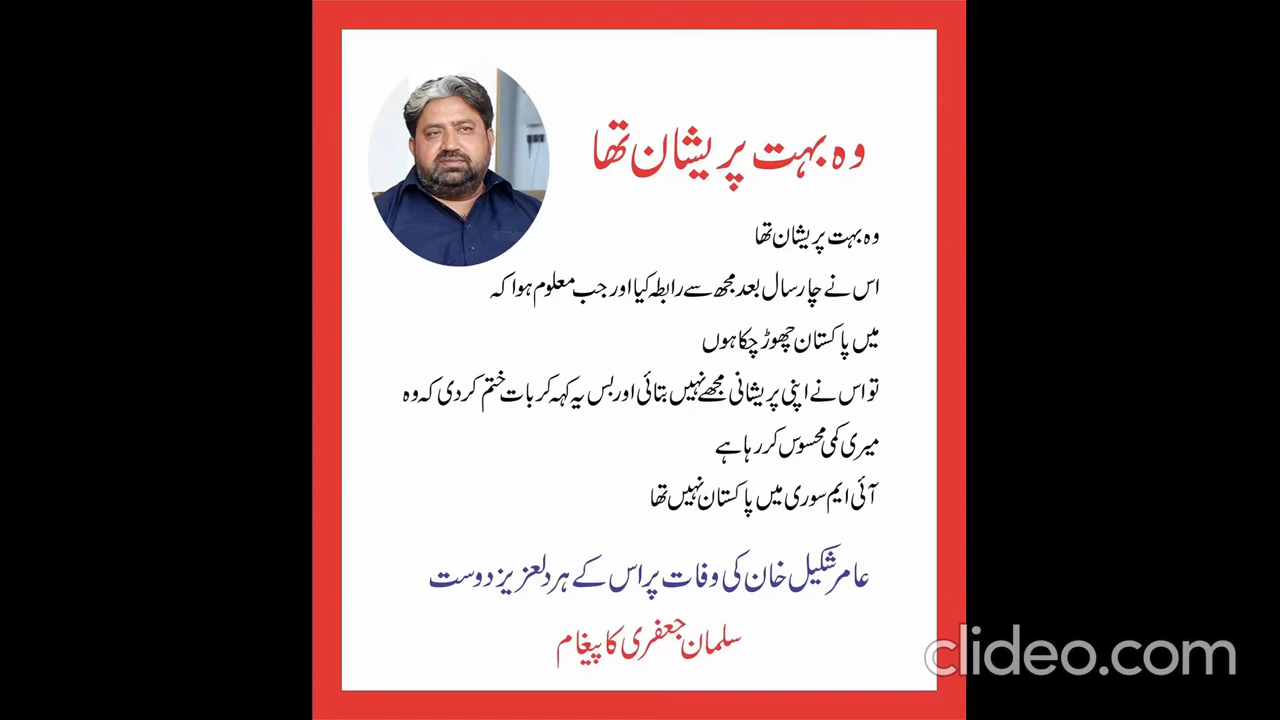 وہ بہت پریشان تھا
وہ بہت پریشان تھا
اس نے چار سال بعد مجھ سے رابطہ کیا اور جب معلوم ہوا کہ
میں پاکستان چھوڑ چکا ہوں
تو اس نے اپنی پریشانی مجھے نہیں بتائی اور بس یہ کہہ کر بات ختم کر دی کہ وہ
میری کمی محسوس کر رہا ہے
آئی ایم سوری میں پاکستان نہیں تھا
عامر شکیل خان کی وفات پر اس کے ہر دلعزیز دوست
سلمان جعفری کا پیغام
clideo.com